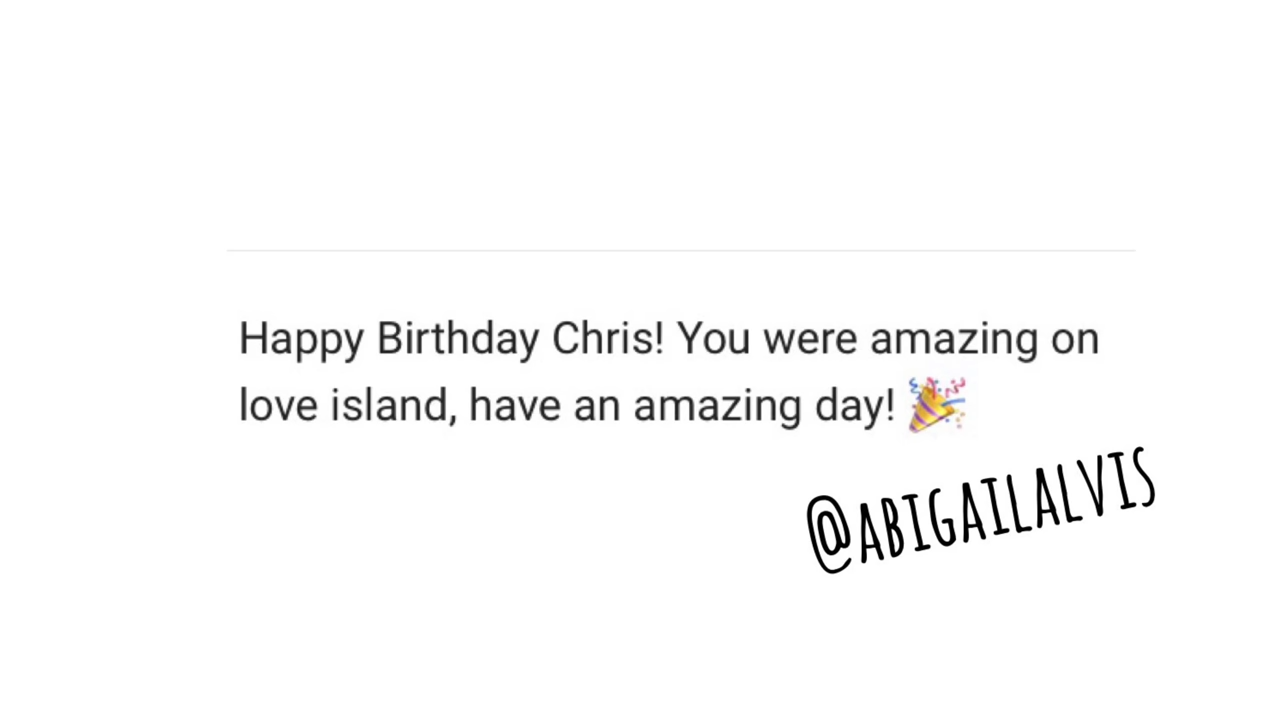 Happy Birthday Chris! You were amazing on
love island, have an amazing day! 🎉
@ABIGAILALVIS